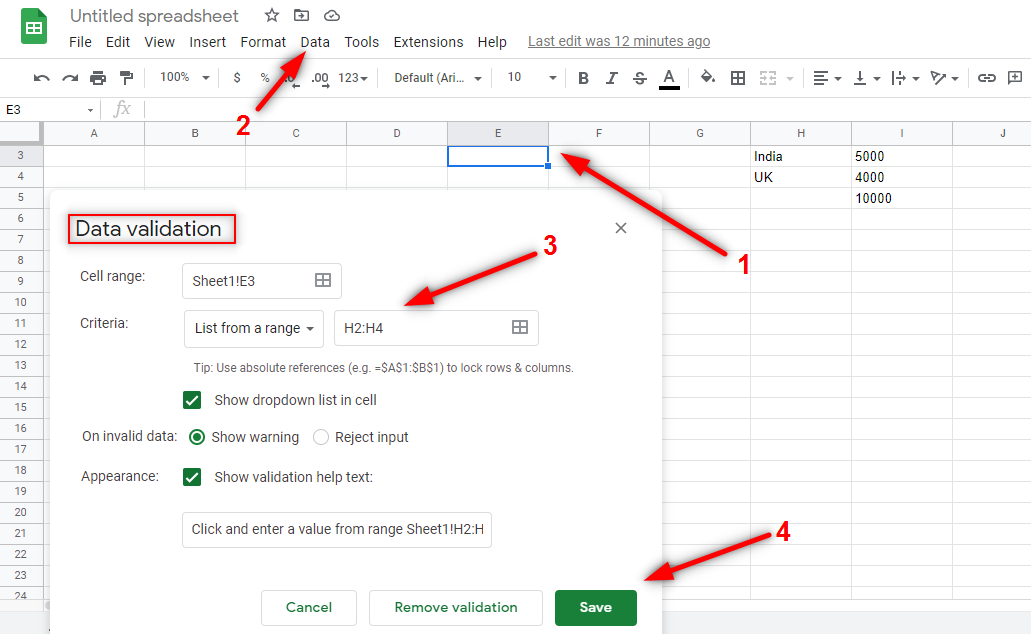 Untitled spreadsheet
File Edit View Insert Format Data Tools Extensions Help Last edit was 12 minutes ago
100% $ % .0 .00 123 Default (Ari... 10 B I S A
2
E3 fx
A B C D E F G H I J
3 India 5000
4 UK 4000
5 10000
6
Data validation
7
3
8
1
9
Cell range: Sheet1!E3
10
11
Criteria: List from a range H2:H4
12
13
Tip: Use absolute references (e.g. =$A$1:$B$1) to lock rows & columns.
14
15
Show dropdown list in cell
16
On invalid data: Show warning Reject input
17
18
Appearance: Show validation help text:
19
20
21
Click and enter a value from range Sheet1!H2:H
4
22
23
24
Cancel Remove validation Save